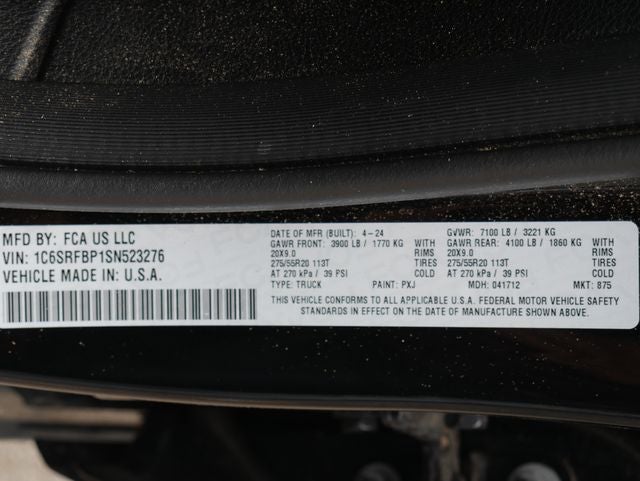 MFD BY: FCA US LLC
VIN: 1C6SRFBP1SN523276
VEHICLE MADE IN: U.S.A.
DATE OF MFR (BUILT): 4-24 GVWR: 7100 LB / 3221 KG
GAWR FRONT: 3900 LB / 1770 KG WITH GAWR REAR: 4100 LB / 1860 KG WITH
20X9.0 RIMS 20X9.0 RIMS
275/55R20 113T TIRES 275/55R20 113T TIRES
AT 270 kPa / 39 PSI COLD AT 270 kPa / 39 PSI COLD
TYPE: TRUCK PAINT: PXJ MDH: 041712 MKT: 875
THIS VEHICLE CONFORMS TO ALL APPLICABLE U.S.A. FEDERAL MOTOR VEHICLE SAFETY
STANDARDS IN EFFECT ON THE DATE OF MANUFACTURE SHOWN ABOVE.